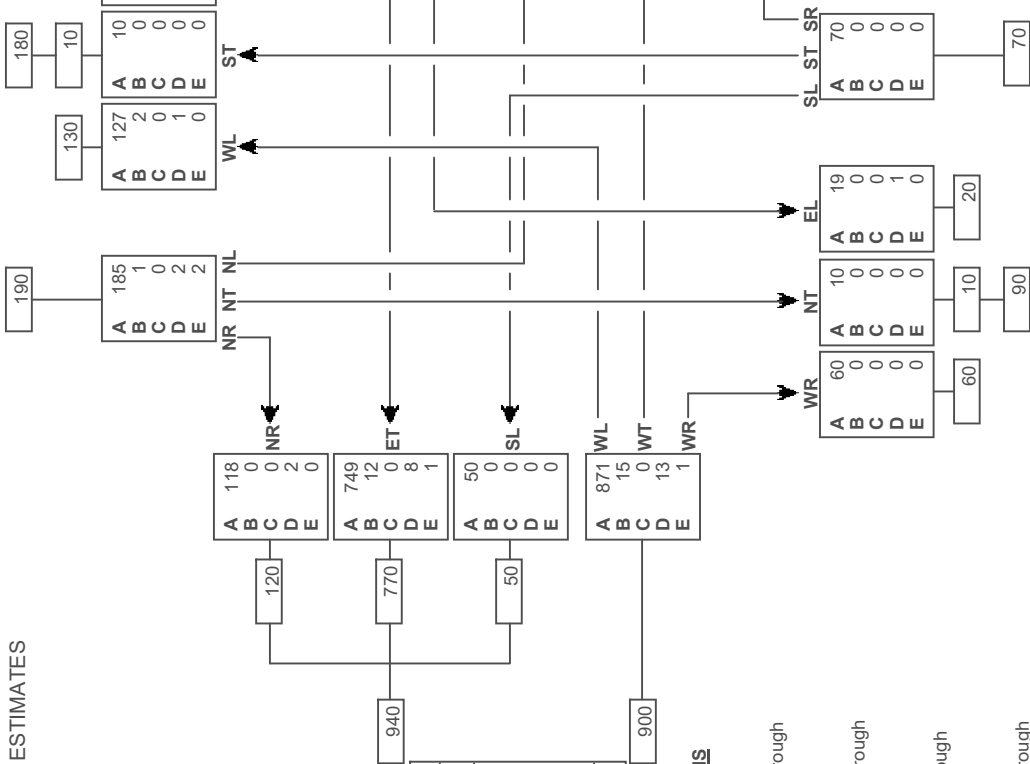 ESTIMATES
190
180
10
130
A 185
B 1
C 0
D 2
E 2
A 127
B 2
C 0
D 1
E 0
A 10
B 0
C 0
D 0
E 0
NR NT NL
WL
ST
A 118
B 0
C 0
D 2
E 0
120
NR
940
A 749
B 12
C 0
D 8
E 1
770
ET
A 50
B 0
C 0
D 0
E 0
50
SL
A 871
B 15
C 0
D 13
E 1
900
WL
WT
WR
WR
NT
EL
SL ST SR
A 60
B 0
C 0
D 0
E 0
A 10
B 0
C 0
D 0
E 0
A 19
B 0
C 0
D 1
E 0
A 70
B 0
C 0
D 0
E 0
60
10
20
90
70